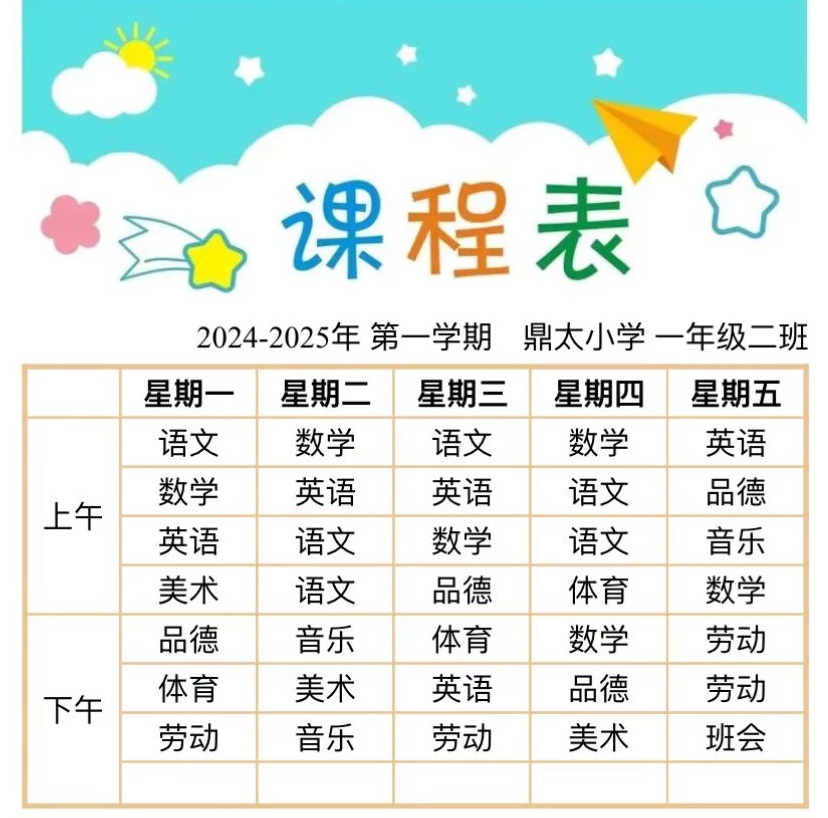 课程表
2024-2025年 第一学期 鼎太小学 一年级二班
星期一 星期二 星期三 星期四 星期五
上午
语文 数学 语文 数学 英语
数学 英语 英语 语文 品德
英语 语文 数学 语文 音乐
美术 语文 品德 体育 数学
下午
品德 音乐 体育 数学 劳动
体育 美术 英语 品德 劳动
劳动 音乐 劳动 美术 班会